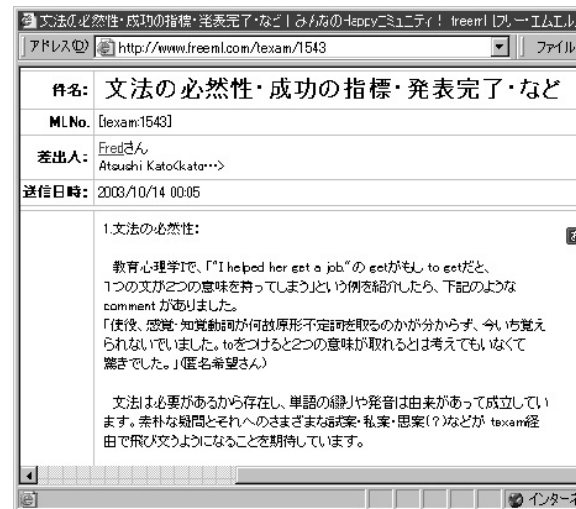 文法の必然性・成功の指標・発表完了・など | みんなのHappyコミュニティ! freeml [フリー・エムエル
アドレス(D) http://www.freeml.com/texam/1543 ファイル
件名: 文法の必然性・成功の指標・発表完了・など
MLNo. [texam:1543]
差出人: Fredさん
Atsushi Kato<kato…>
送信日時: 2003/10/14 00:05
1.文法の必然性:
教育心理学Iで、「"I helped her get a job."の getがもし to getだと、
1つの文が2つの意味を持ってしまう」という例を紹介したら、下記のような
comment がありました。
「使役、感覚・知覚動詞が何故原形不定詞を取るのかが分からず、今いち覚え
られないでいました。toをつけると2つの意味が取れるとは考えてもいなくて
驚きでした。」(匿名希望さん)
文法は必要があるから存在し、単語の綴りや発音は由来があって成立してい
ます。素朴な疑問とそれへのさまざまな試案・私案・思案(?)などが texam経
由で飛び交うようになることを期待しています。
インターネ